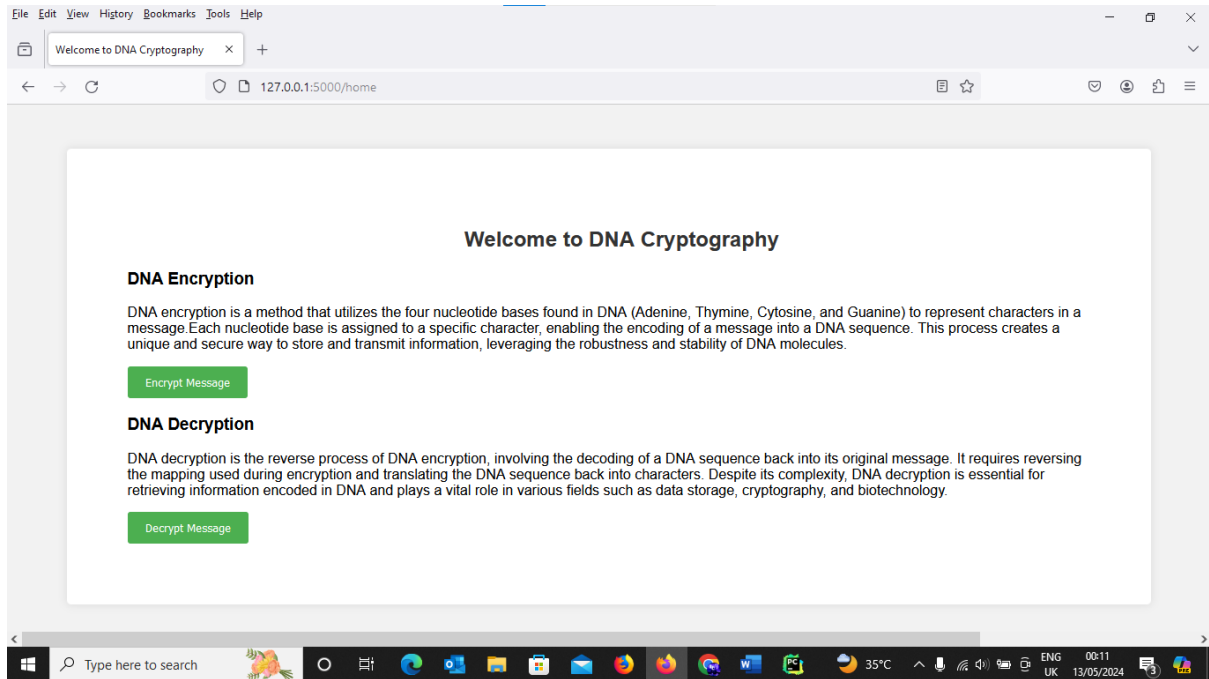 File Edit View History Bookmarks Tools Help
Welcome to DNA Cryptography
127.0.0.1:5000/home
Welcome to DNA Cryptography
DNA Encryption
DNA encryption is a method that utilizes the four nucleotide bases found in DNA (Adenine, Thymine, Cytosine, and Guanine) to represent characters in a
message.Each nucleotide base is assigned to a specific character, enabling the encoding of a message into a DNA sequence. This process creates a
unique and secure way to store and transmit information, leveraging the robustness and stability of DNA molecules.
Encrypt Message
DNA Decryption
DNA decryption is the reverse process of DNA encryption, involving the decoding of a DNA sequence back into its original message. It requires reversing
the mapping used during encryption and translating the DNA sequence back into characters. Despite its complexity, DNA decryption is essential for
retrieving information encoded in DNA and plays a vital role in various fields such as data storage, cryptography, and biotechnology.
Decrypt Message
Type here to search
W
PC
35°C
ENG
UK
00:11
13/05/2024
3
PRE